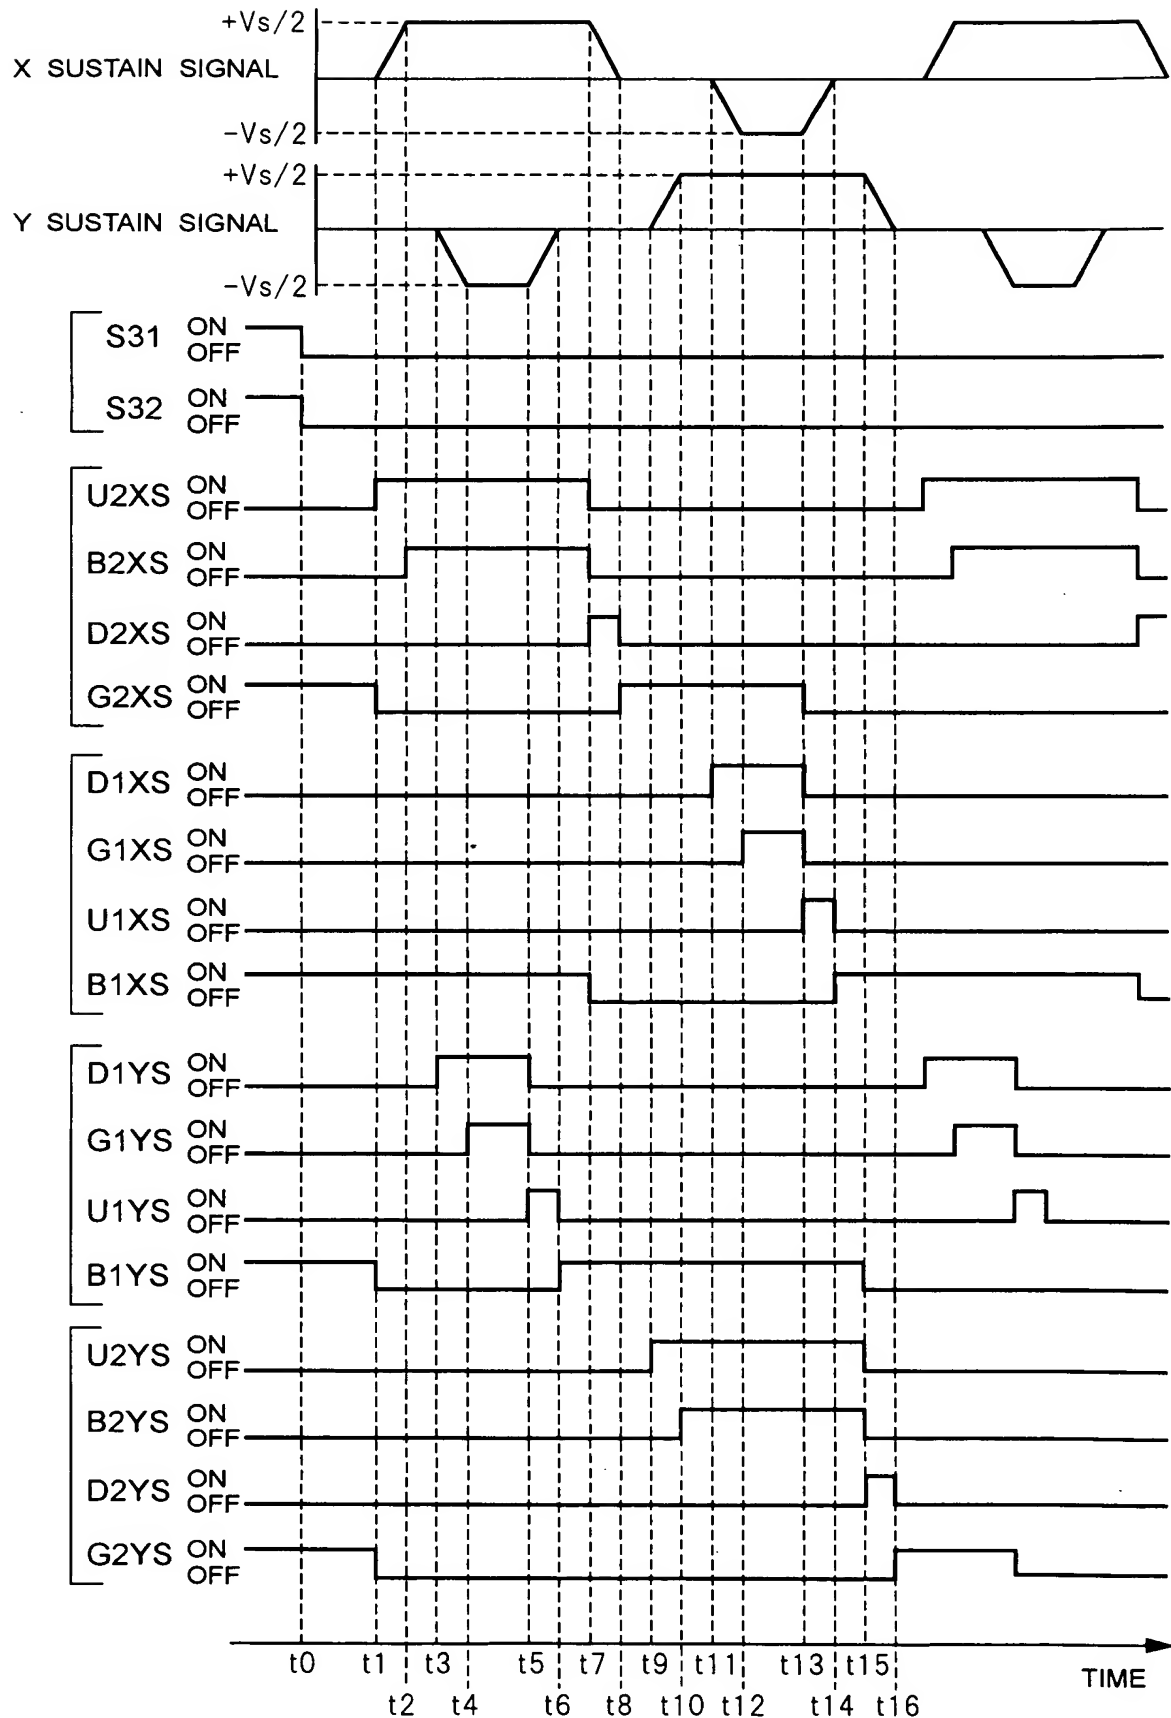 +Vs/2
X SUSTAIN SIGNAL
-Vs/2
+Vs/2
Y SUSTAIN SIGNAL
-Vs/2
S31 ON
OFF
S32 ON
OFF
U2XS ON
OFF
B2XS ON
OFF
D2XS ON
OFF
G2XS ON
OFF
D1XS ON
OFF
G1XS ON
OFF
U1XS ON
OFF
B1XS ON
OFF
D1YS ON
OFF
G1YS ON
OFF
U1YS ON
OFF
B1YS ON
OFF
U2YS ON
OFF
B2YS ON
OFF
D2YS ON
OFF
G2YS ON
OFF
t0 t1 t3 t5 t7 t9 t11 t13 t15
TIME
t2 t4 t6 t8 t10 t12 t14 t16